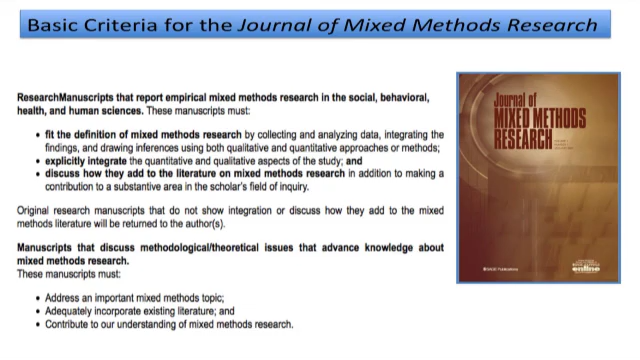 Basic Criteria for the Journal of Mixed Methods Research
ResearchManuscripts that report empirical mixed methods research in the social, behavioral,
health, and human sciences. These manuscripts must:
• fit the definition of mixed methods research by collecting and analyzing data, integrating the
findings, and drawing inferences using both qualitative and quantitative approaches or methods;
• explicitly integrate the quantitative and qualitative aspects of the study; and
• discuss how they add to the literature on mixed methods research in addition to making a
contribution to a substantive area in the scholar's field of inquiry.
Original research manuscripts that do not show integration or discuss how they add to the mixed
methods literature will be returned to the author(s).
Manuscripts that discuss methodological/theoretical issues that advance knowledge about
mixed methods research.
These manuscripts must:
• Address an important mixed methods topic;
• Adequately incorporate existing literature; and
• Contribute to our understanding of mixed methods research.
Journal of
MIXED METHODS
RESEARCH
SAGE Publications
online